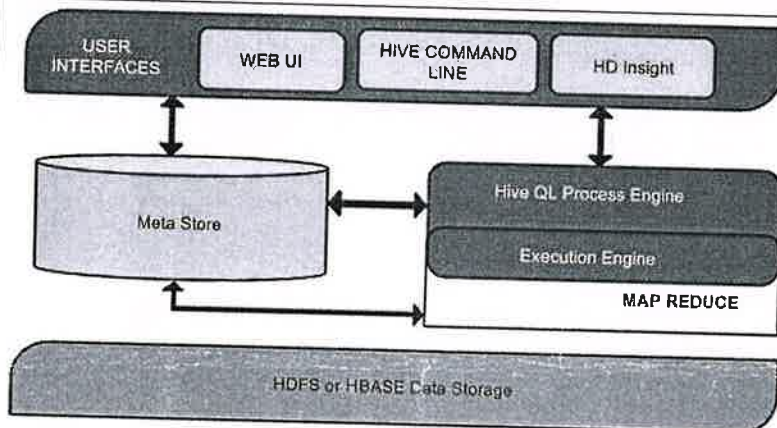 USER
INTERFACES
WEB UI
HIVE COMMAND
LINE
HD Insight
Meta Store
Hive QL Process Engine
Execution Engine
MAP REDUCE
HDFS or HBASE Data Storage